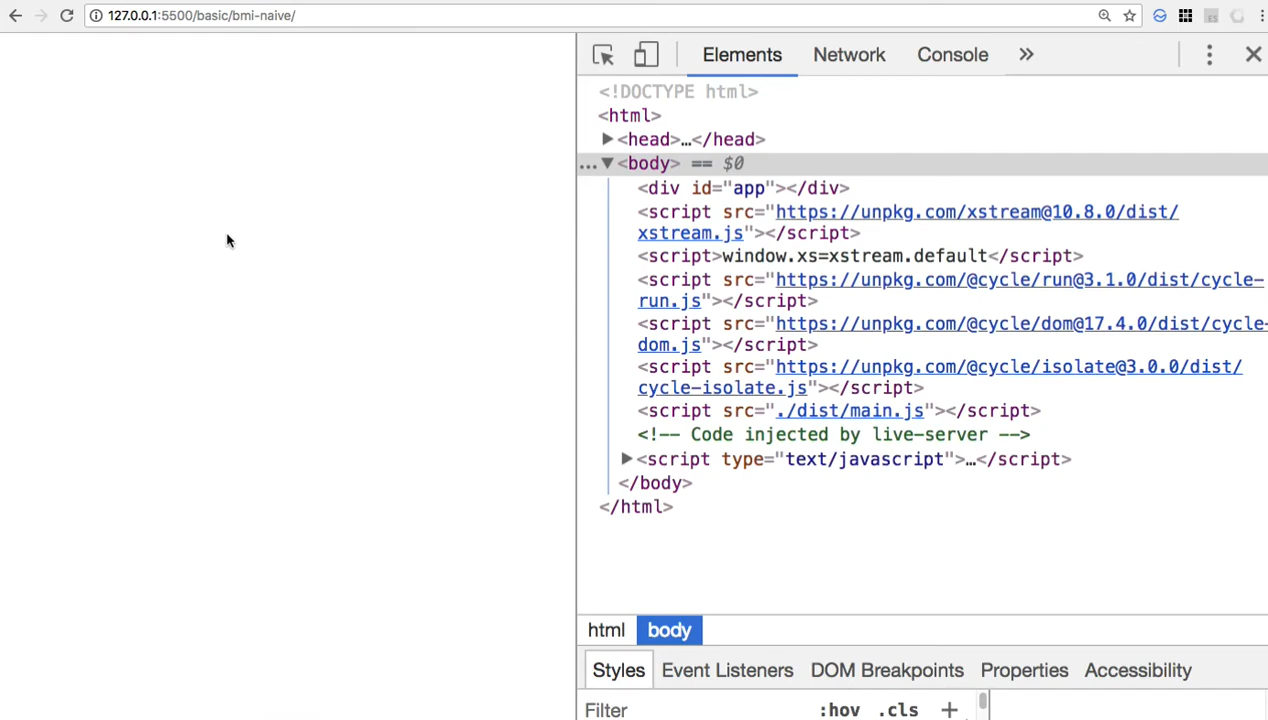 127.0.0.1:5500/basic/bmi-naive/
Elements Network Console
<!DOCTYPE html>
<html>
<head>…</head>
…<body> == $0
<div id="app"></div>
<script src="https://unpkg.com/xstream@10.8.0/dist/
xstream.js"></script>
<script>window.xs=xstream.default</script>
<script src="https://unpkg.com/@cycle/run@3.1.0/dist/cycle-
run.js"></script>
<script src="https://unpkg.com/@cycle/dom@17.4.0/dist/cycle-
dom.js"></script>
<script src="https://unpkg.com/@cycle/isolate@3.0.0/dist/
cycle-isolate.js"></script>
<script src="./dist/main.js"></script>
<!-- Code injected by live-server -->
<script type="text/javascript">…</script>
</body>
</html>
html body
Styles Event Listeners DOM Breakpoints Properties Accessibility
Filter :hov .cls +